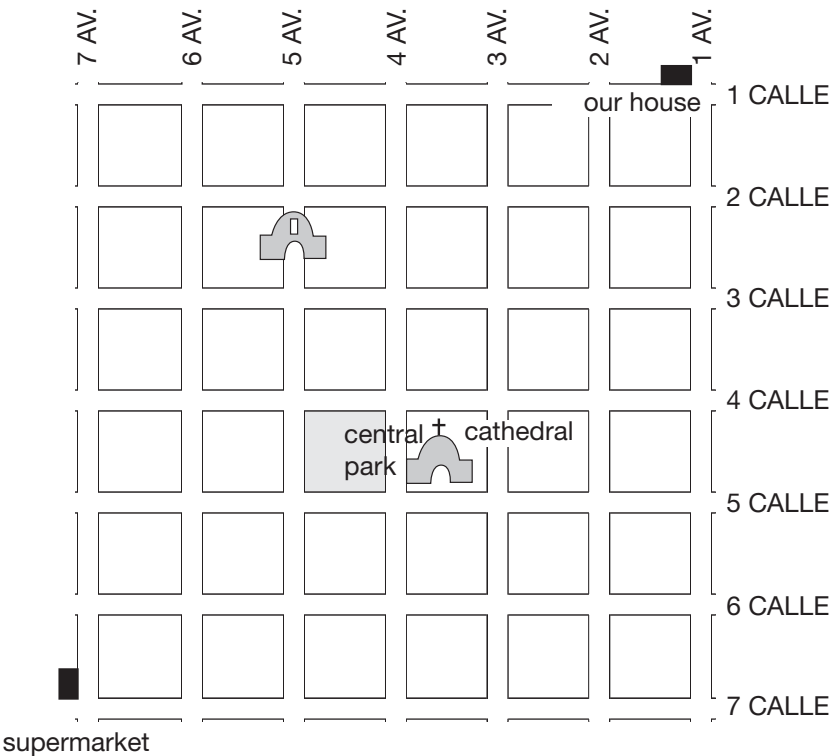 7 AV.
6 AV.
5 AV.
4 AV.
3 AV.
2 AV.
1 AV.
1 CALLE
our house
2 CALLE
3 CALLE
4 CALLE
central
park
cathedral
5 CALLE
6 CALLE
7 CALLE
supermarket